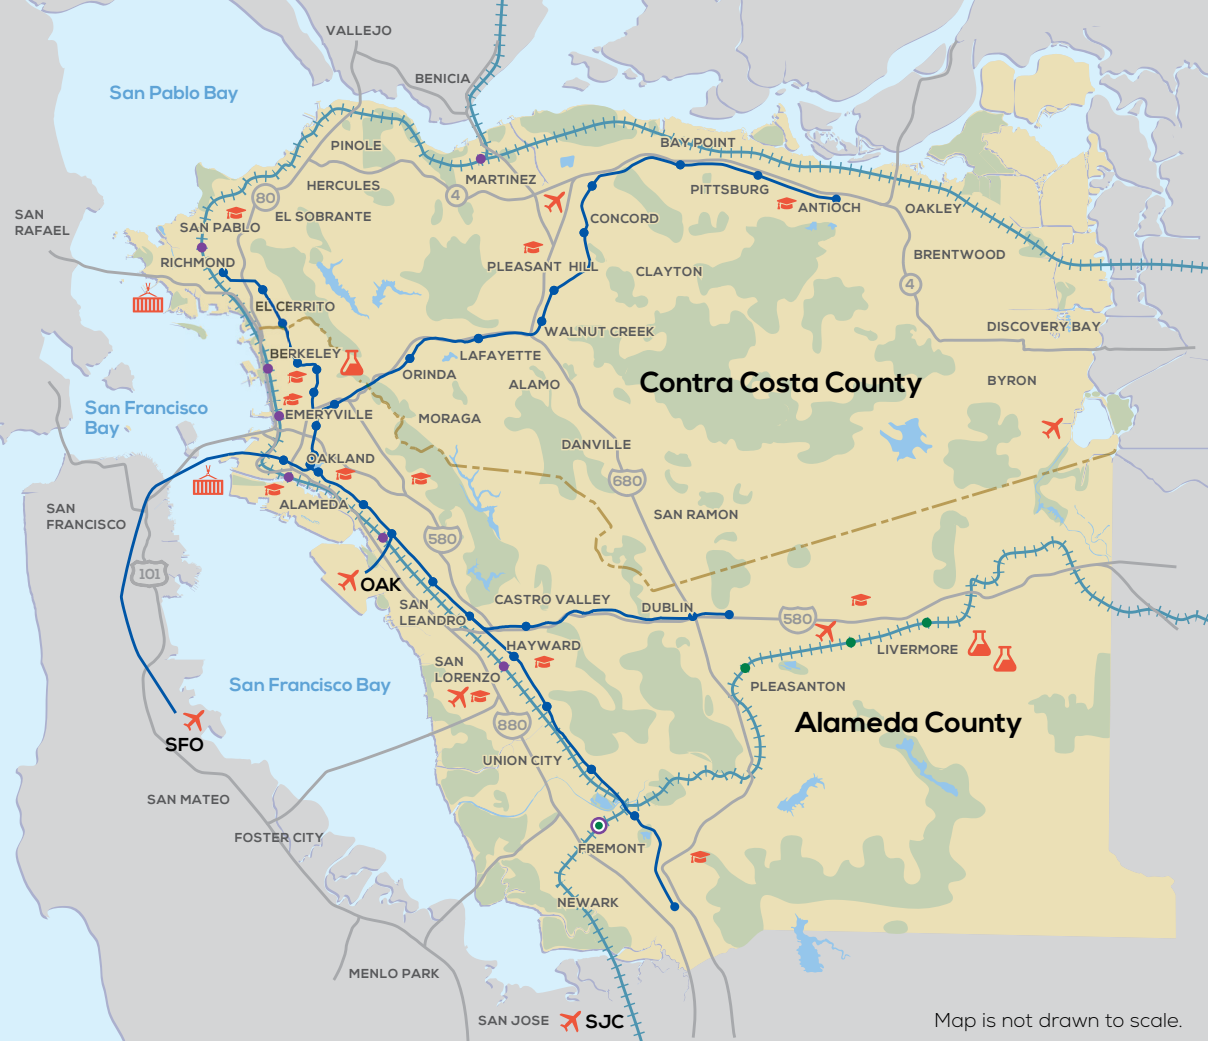 VALLEJO
BENICIA
San Pablo Bay
PINOLE
BAY POINT
MARTINEZ
HERCULES
PITTSBURG
80
4
ANTIOCH
OAKLEY
SAN
RAFAEL
EL SOBRANTE
CONCORD
SAN PABLO
BRENTWOOD
RICHMOND
PLEASANT HILL
CLAYTON
4
EL CERRITO
DISCOVERY BAY
WALNUT CREEK
BERKELEY
LAFAYETTE
ORINDA
ALAMO
Contra Costa County
BYRON
San Francisco
Bay
EMERYVILLE
MORAGA
DANVILLE
OAKLAND
680
ALAMEDA
SAN
FRANCISCO
SAN RAMON
580
101
OAK
CASTRO VALLEY
DUBLIN
SAN
LEANDRO
580
HAYWARD
LIVERMORE
SAN
LORENZO
San Francisco Bay
PLEASANTON
880
Alameda County
SFO
UNION CITY
SAN MATEO
FOSTER CITY
FREMONT
NEWARK
MENLO PARK
SAN JOSE
SJC
Map is not drawn to scale.